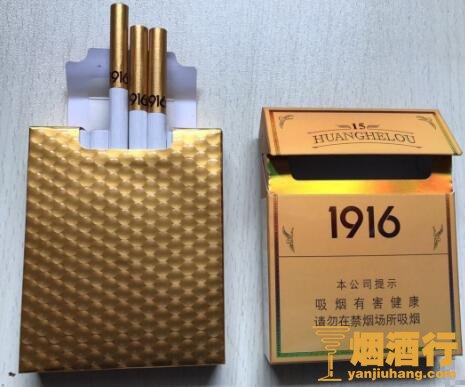 1916
1916
1916
15
HUANGHELOU
1916
本公司提示
吸烟有害健康
请勿在禁烟场所吸烟
烟酒行
yanjiuhang.com